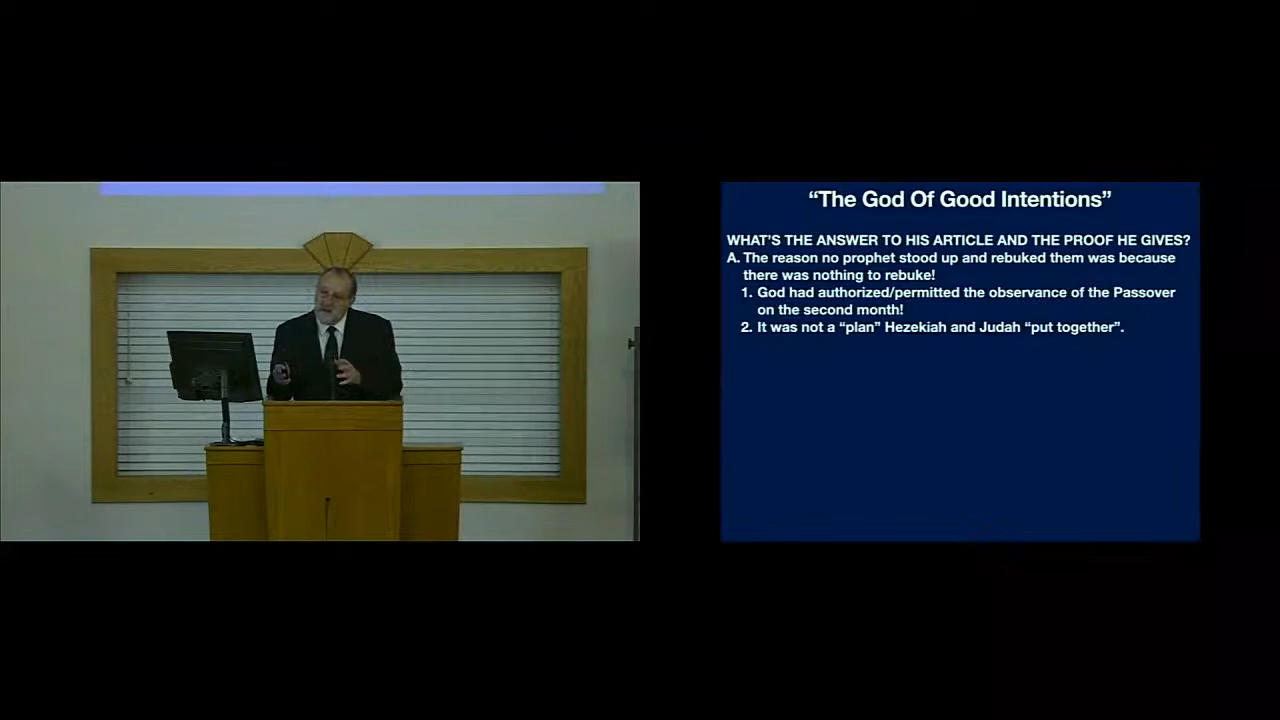 “The God Of Good Intentions”
WHAT’S THE ANSWER TO HIS ARTICLE AND THE PROOF HE GIVES?
A. The reason no prophet stood up and rebuked them was because
there was nothing to rebuke!
1. God had authorized/permitted the observance of the Passover
on the second month!
2. It was not a “plan” Hezekiah and Judah “put together”.